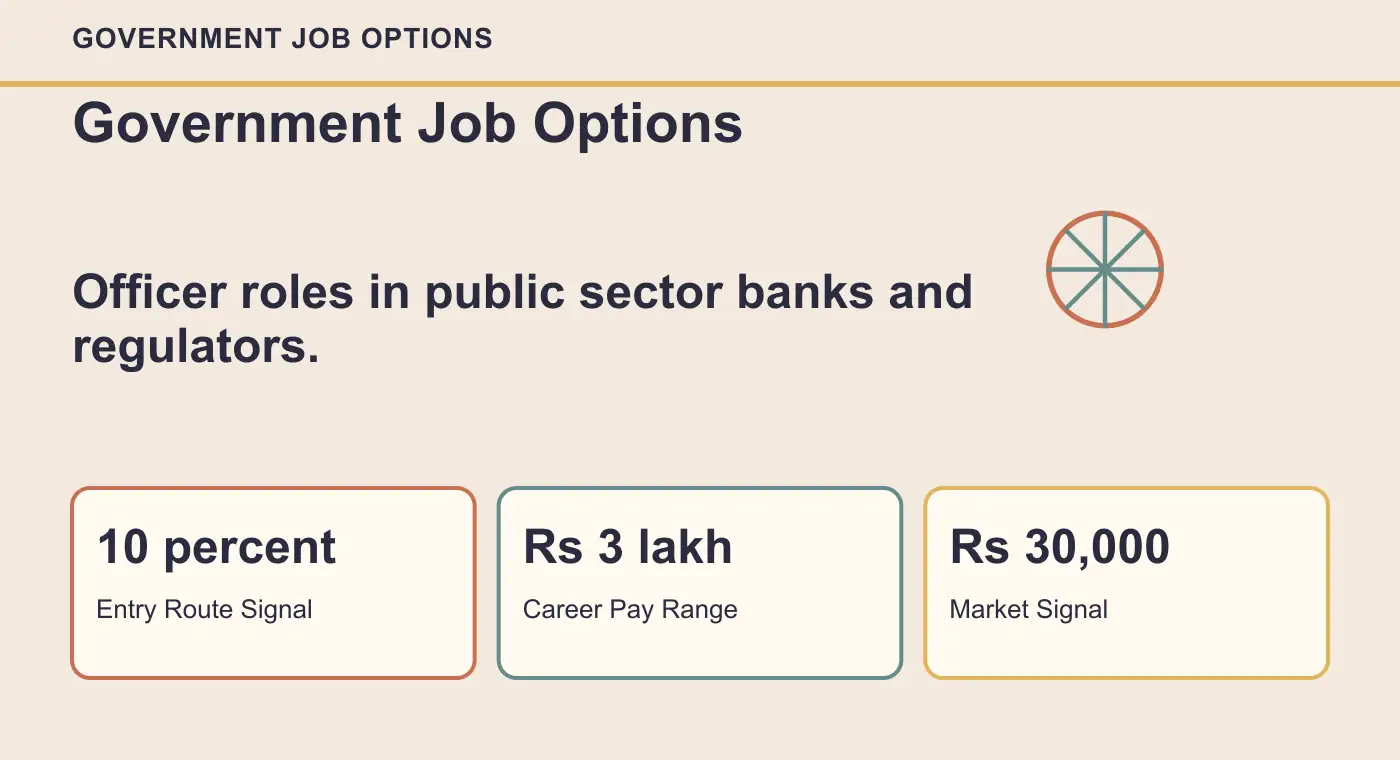 GOVERNMENT JOB OPTIONS
Government Job Options
Officer roles in public sector banks and
regulators.
10 percent
Entry Route Signal
Rs 3 lakh
Career Pay Range
Rs 30,000
Market Signal